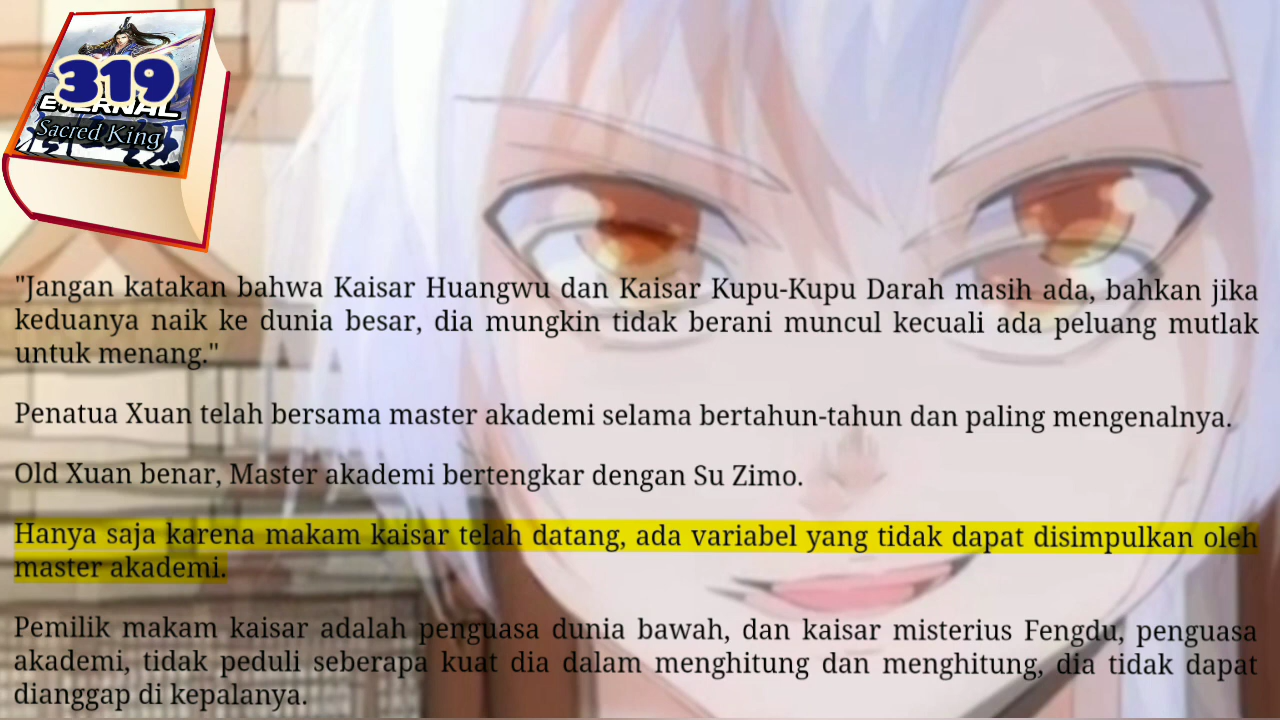 319
ETERNAL
Sacred King
"Jangan katakan bahwa Kaisar Huangwu dan Kaisar Kupu-Kupu Darah masih ada, bahkan jika
keduanya naik ke dunia besar, dia mungkin tidak berani muncul kecuali ada peluang mutlak
untuk menang."
Penatua Xuan telah bersama master akademi selama bertahun-tahun dan paling mengenalnya.
Old Xuan benar, Master akademi bertengkar dengan Su Zimo.
Hanya saja karena makam kaisar telah datang, ada variabel yang tidak dapat disimpulkan oleh
master akademi.
Pemilik makam kaisar adalah penguasa dunia bawah, dan kaisar misterius Fengdu, penguasa
akademi, tidak peduli seberapa kuat dia dalam menghitung dan menghitung, dia tidak dapat
dianggap di kepalanya.